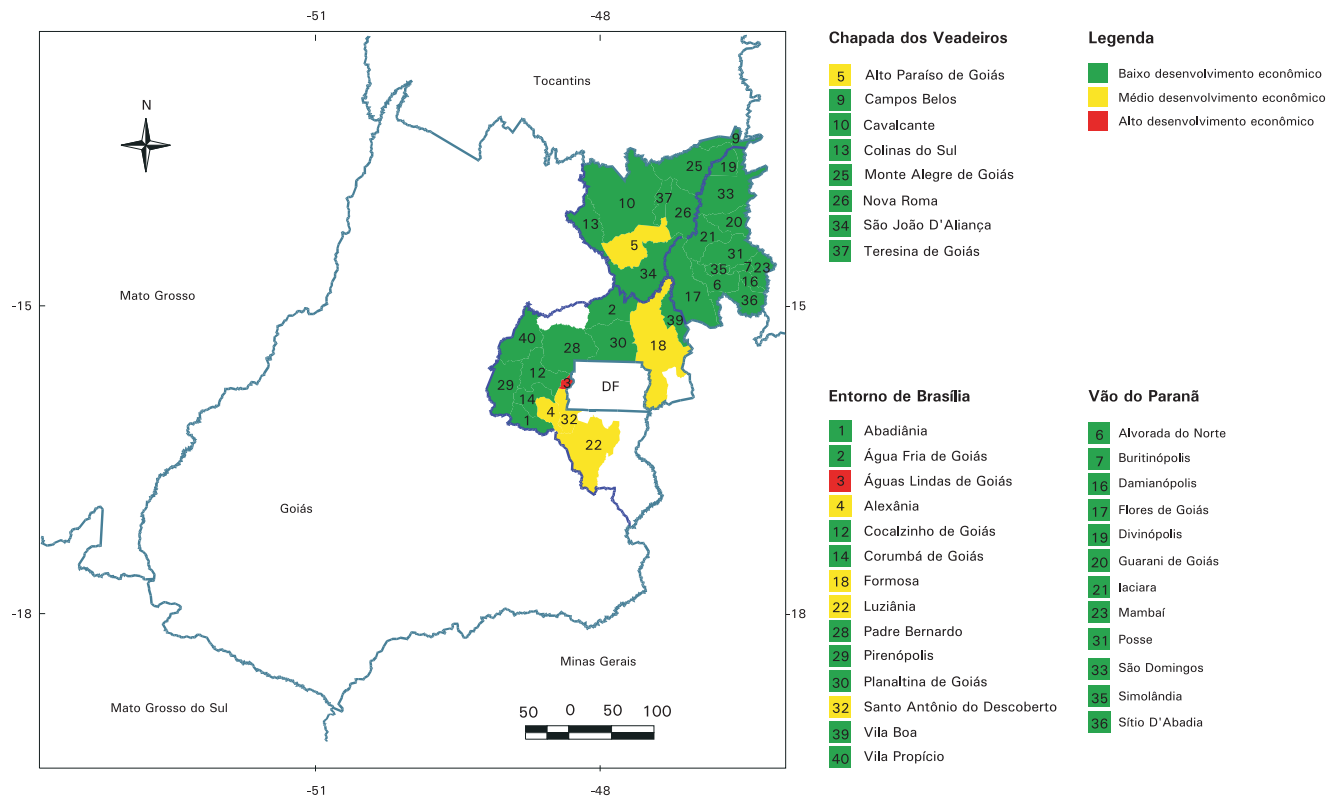 -51
-48
N
Tocantins
Mato Grosso
-15
-15
Goiás
DF
-18
-18
Minas Gerais
Mato Grosso do Sul
50 0 50 100
-51
-48
9
25
19
10
37
33
26
13
20
21
5
31
7
23
35
34
6
16
17
36
2
39
40
28
30
18
12
3
29
14
4
32
1
22
Chapada dos Veadeiros
5 Alto Paraíso de Goiás
9 Campos Belos
10 Cavalcante
13 Colinas do Sul
25 Monte Alegre de Goiás
26 Nova Roma
34 São João D'Aliança
37 Teresina de Goiás
Legenda
Baixo desenvolvimento econômico
Médio desenvolvimento econômico
Alto desenvolvimento econômico
Entorno de Brasília
1 Abadiânia
2 Água Fria de Goiás
3 Águas Lindas de Goiás
4 Alexânia
12 Cocalzinho de Goiás
14 Corumbá de Goiás
18 Formosa
22 Luziânia
28 Padre Bernardo
29 Pirenópolis
30 Planaltina de Goiás
32 Santo Antônio do Descoberto
39 Vila Boa
40 Vila Propício
Vão do Paranã
6 Alvorada do Norte
7 Buritinópolis
16 Damianópolis
17 Flores de Goiás
19 Divinópolis
20 Guarani de Goiás
21 Iaciara
23 Mambaí
31 Posse
33 São Domingos
35 Simolândia
36 Sítio D'Abadia